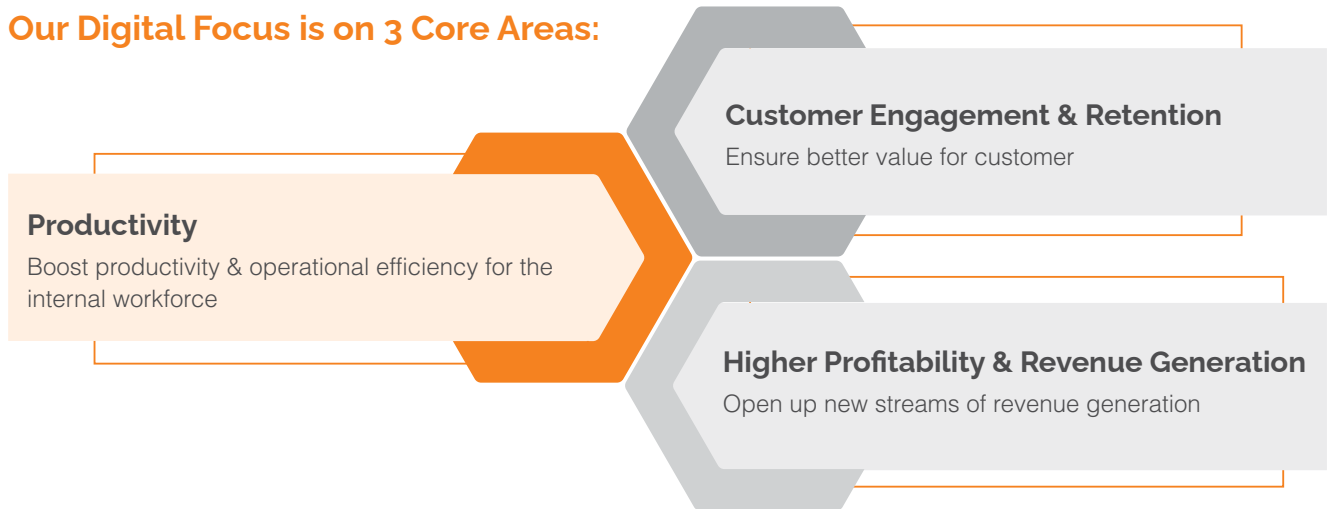 Our Digital Focus is on 3 Core Areas:
Customer Engagement & Retention
Ensure better value for customer
Productivity
Boost productivity & operational efficiency for the
internal workforce
Higher Profitability & Revenue Generation
Open up new streams of revenue generation